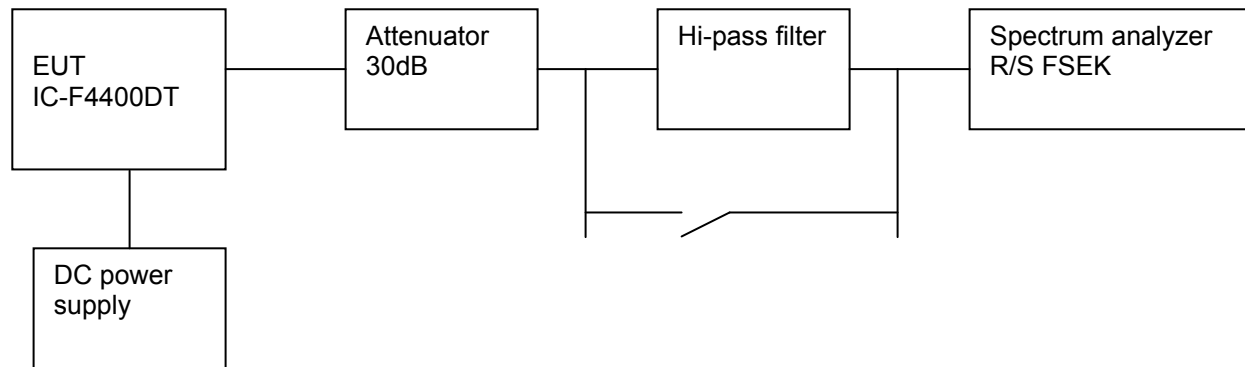 EUT
IC-F4400DT
Attenuator
30dB
Hi-pass filter
Spectrum analyzer
R/S FSEK
DC power
supply